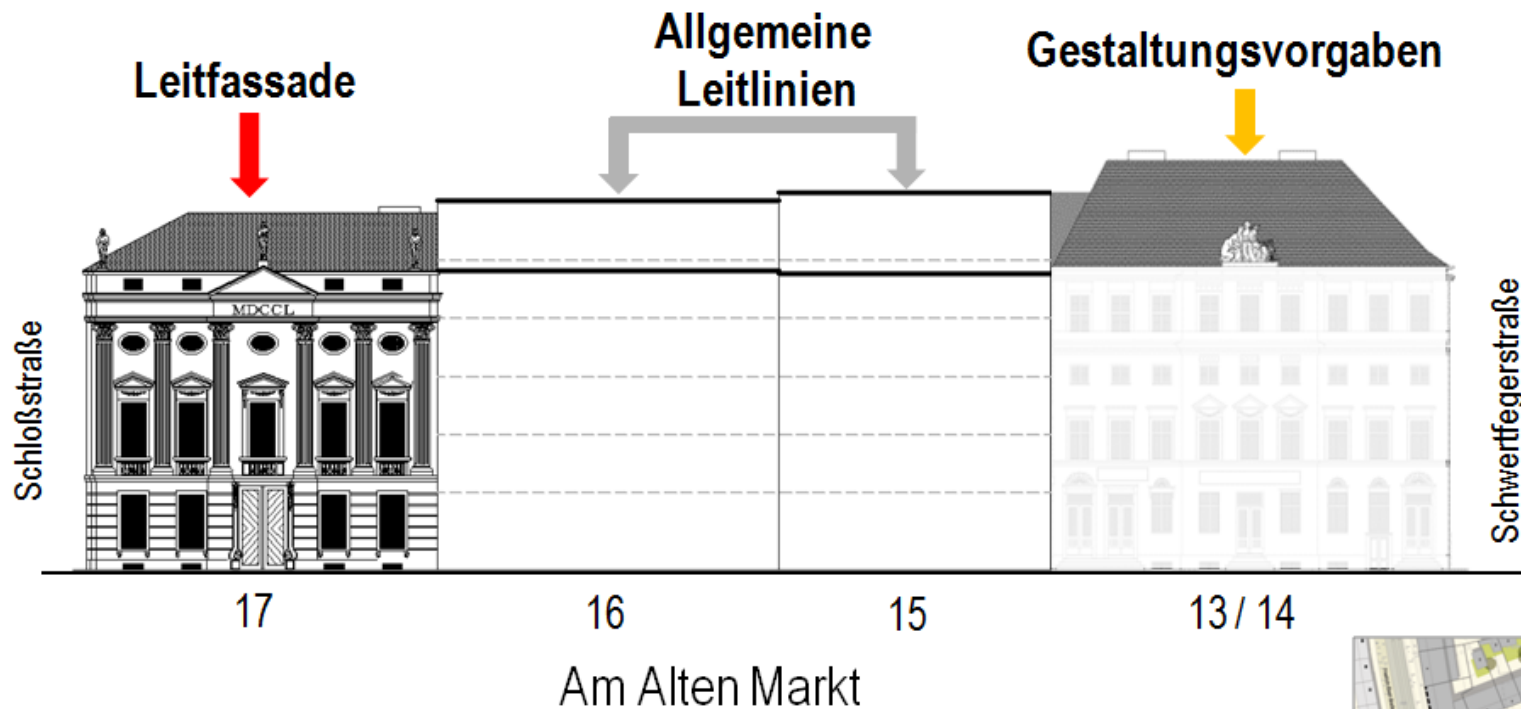 Leitfassade
Allgemeine
Leitlinien
Gestaltungsvorgaben
MDCCL
Schloßstraße
Schwertfegerstraße
17
16
15
13 / 14
Am Alten Markt